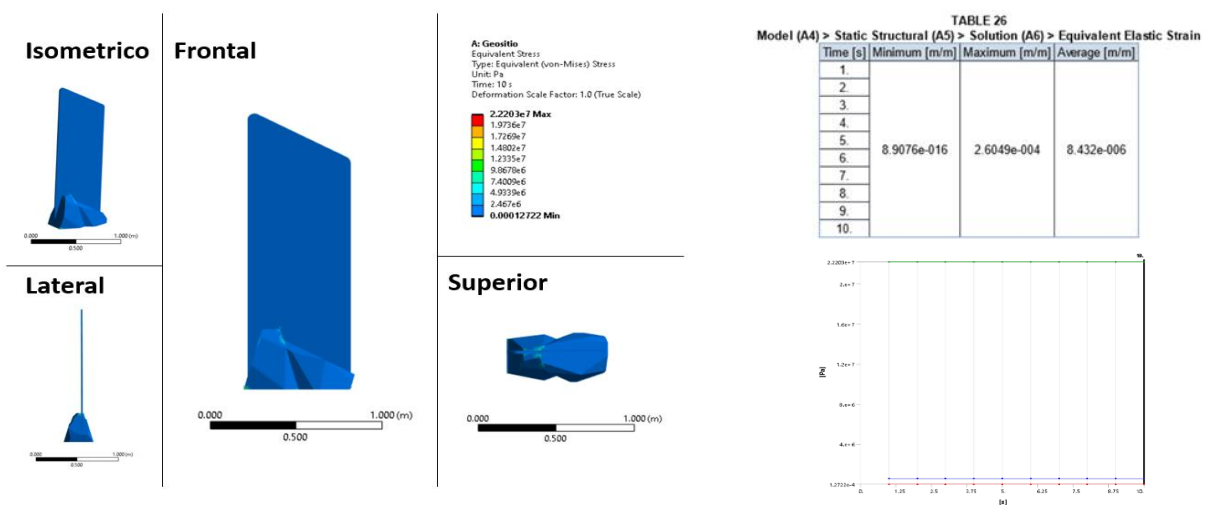 Isometrico
0.000
1.000 (m)
0.500
Frontal
0.000
1.000 (m)
0.500
A: Geositio
Equivalent Stress
Type: Equivalent (von-Mises) Stress
Unit: Pa
Time: 10 s
Deformation Scale Factor: 1.0 (True Scale)
2.2203e7 Max
1.9736e7
1.7269e7
1.4802e7
1.2335e7
9.8678e6
7.4009e6
4.9339e6
2.467e6
0.00012722 Min
Lateral
0.000
1.000 (m)
0.500
Superior
0.000
1.000 (m)
0.500
TABLE 26
Model (A4) > Static Structural (A5) > Solution (A6) > Equivalent Elastic Strain
Time [s] Minimum [m/m] Maximum [m/m] Average [m/m]
1.
2.
3.
4.
5.
8.9076e-016 2.6049e-004 8.432e-006
6.
7.
8.
9.
10.
10.
2.2203e+7
2.e+7
1.6e+7
1.2e+7
8.e+6
4.e+6
1.2722e-4
[Pa]
0. 1.25 2.5 3.75 5. 6.25 7.5 8.75 10.
[s]